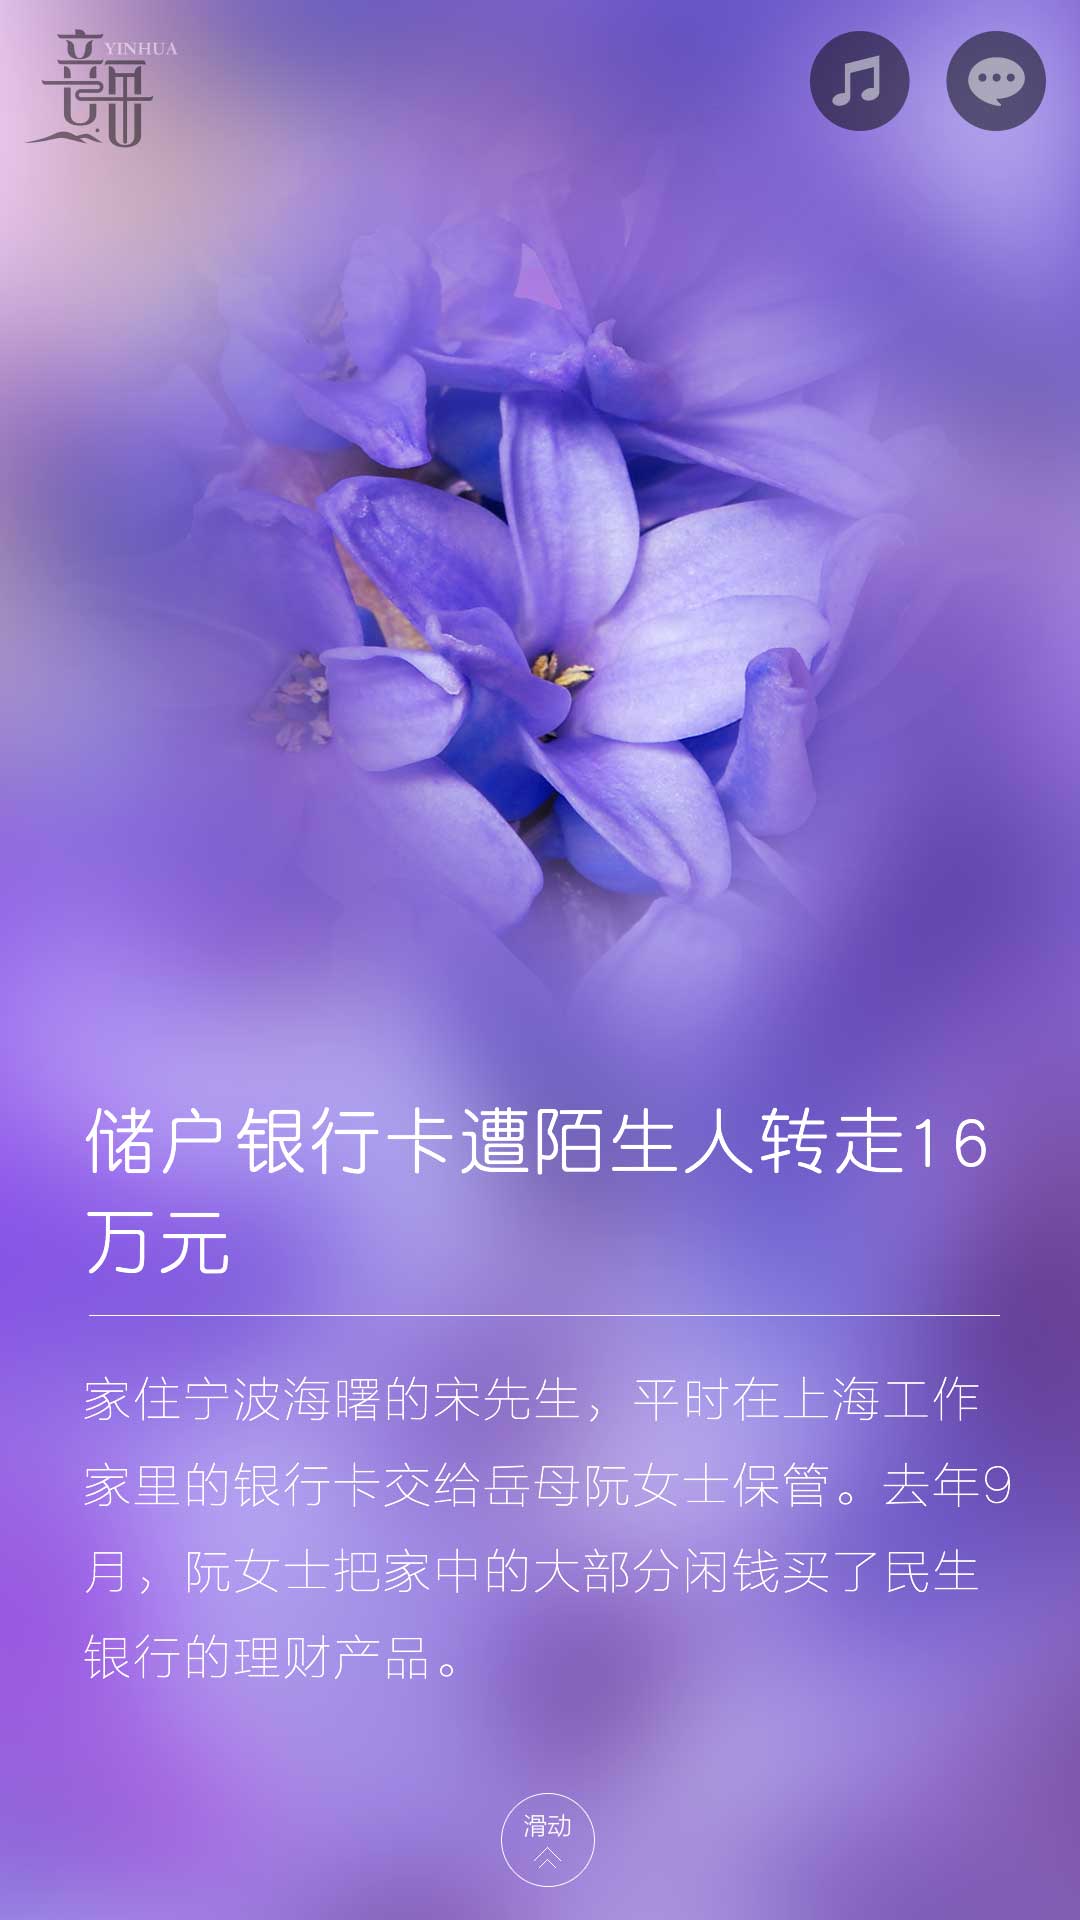 YINHUA
储户银行卡遭陌生人转走16
万元
家住宁波海曙的宋先生，平时在上海工作
家里的银行卡交给岳母阮女士保管。去年9
月，阮女士把家中的大部分闲钱买了民生
银行的理财产品。
滑动